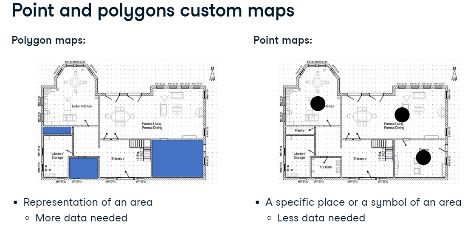 Point and polygons custom maps
Polygon maps:
Point maps:
Entrance
Entrance
Representation of an area
More data needed
A specific place or a symbol of an area
Less data needed